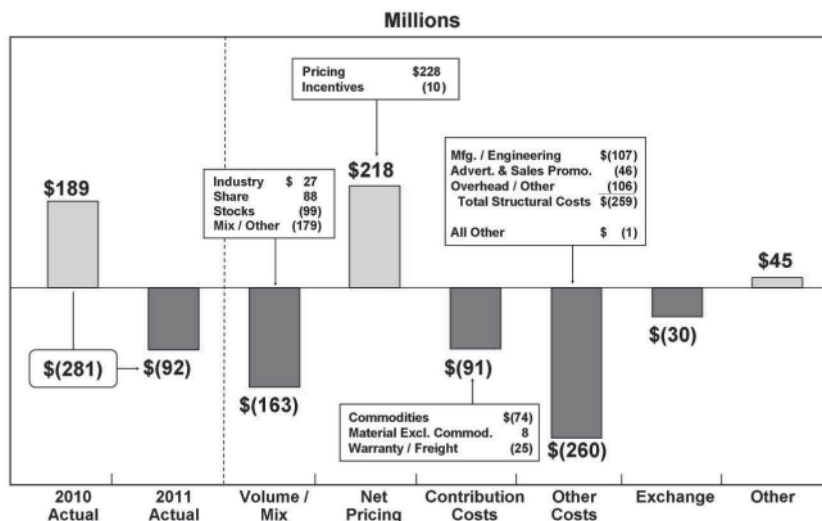 Millions
Pricing $228
Incentives (10)
$189
Industry $ 27
Share 88
Stocks (99)
Mix / Other (179)
$218
Mfg. / Engineering $(107)
Advert. & Sales Promo. (46)
Overhead / Other (106)
Total Structural Costs $(259)
All Other $ (1)
$45
$(281)
$(92)
$(163)
$(91)
$(260)
$(30)
Commodities $(74)
Material Excl. Commod. 8
Warranty / Freight (25)
2010 Actual
2011 Actual
Volume / Mix
Net Pricing
Contribution Costs
Other Costs
Exchange
Other